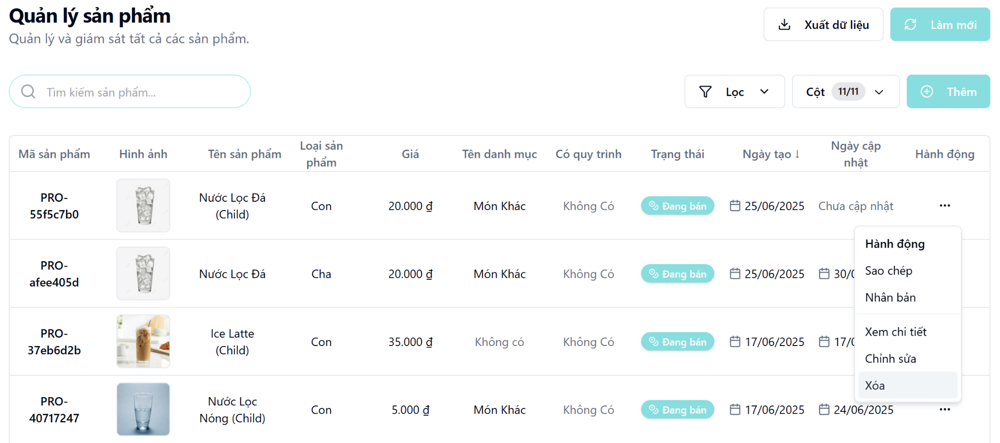 Quản lý sản phẩm
Quản lý và giám sát tất cả các sản phẩm.
Xuất dữ liệu
Làm mới
Tìm kiếm sản phẩm...
Lọc
Cột 11/11
Thêm
Mã sản phẩm
Hình ảnh
Tên sản phẩm
Loại sản
phẩm
Giá
Tên danh mục
Có quy trình
Trạng thái
Ngày tạo ↓
Ngày cập
nhật
Hành động
PRO-
55f5c7b0
Nước Lọc Đá
(Child)
Con
20.000 ₫
Món Khác
Không Có
Đang bán
25/06/2025
Chưa cập nhật
PRO-
afee405d
Nước Lọc Đá
Cha
20.000 ₫
Món Khác
Không Có
Đang bán
25/06/2025
30/0
PRO-
37eb6d2b
Ice Latte
(Child)
Con
35.000 ₫
Không có
Không Có
Đang bán
17/06/2025
17/0
PRO-
40717247
Nước Lọc
Nóng (Child)
Con
5.000 ₫
Món Khác
Không Có
Đang bán
17/06/2025
24/06/2025
Hành động
Sao chép
Nhân bản
Xem chi tiết
Chỉnh sửa
Xóa